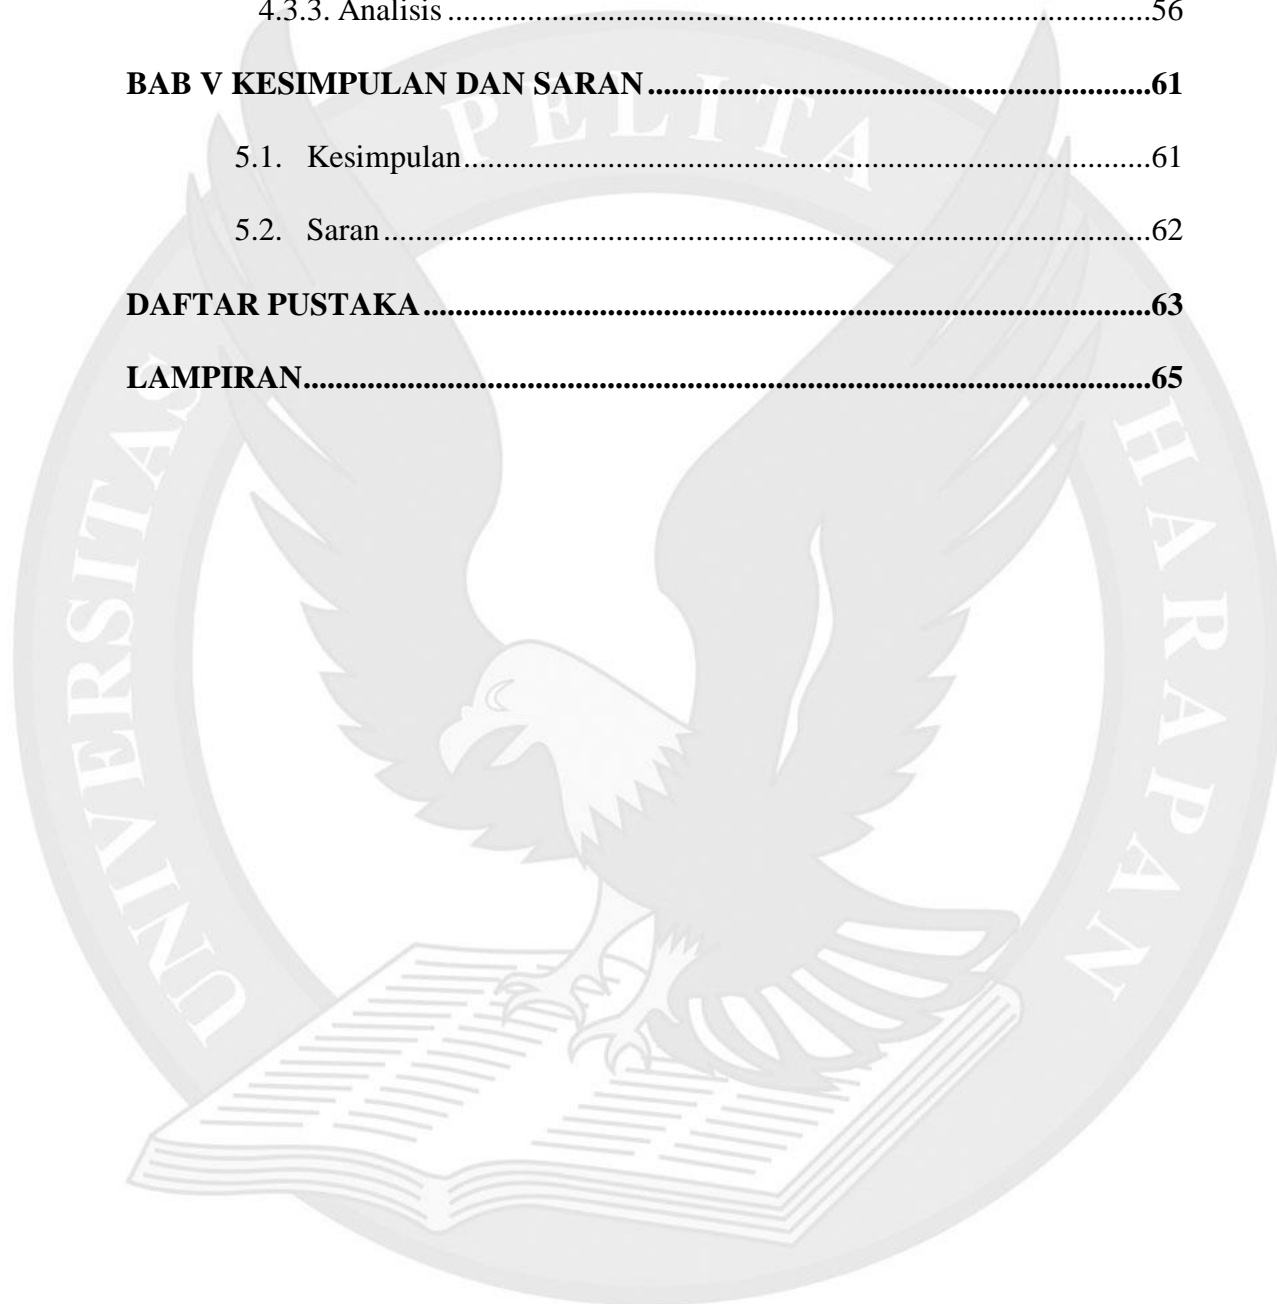 4.3.3. Analisis ........................................................................................56
BAB V KESIMPULAN DAN SARAN ...............................................................61
5.1. Kesimpulan......................................................................................61
5.2. Saran ................................................................................................62
DAFTAR PUSTAKA ...........................................................................................63
LAMPIRAN..........................................................................................................65
UNIVERSITAS PELITA HARAPAN